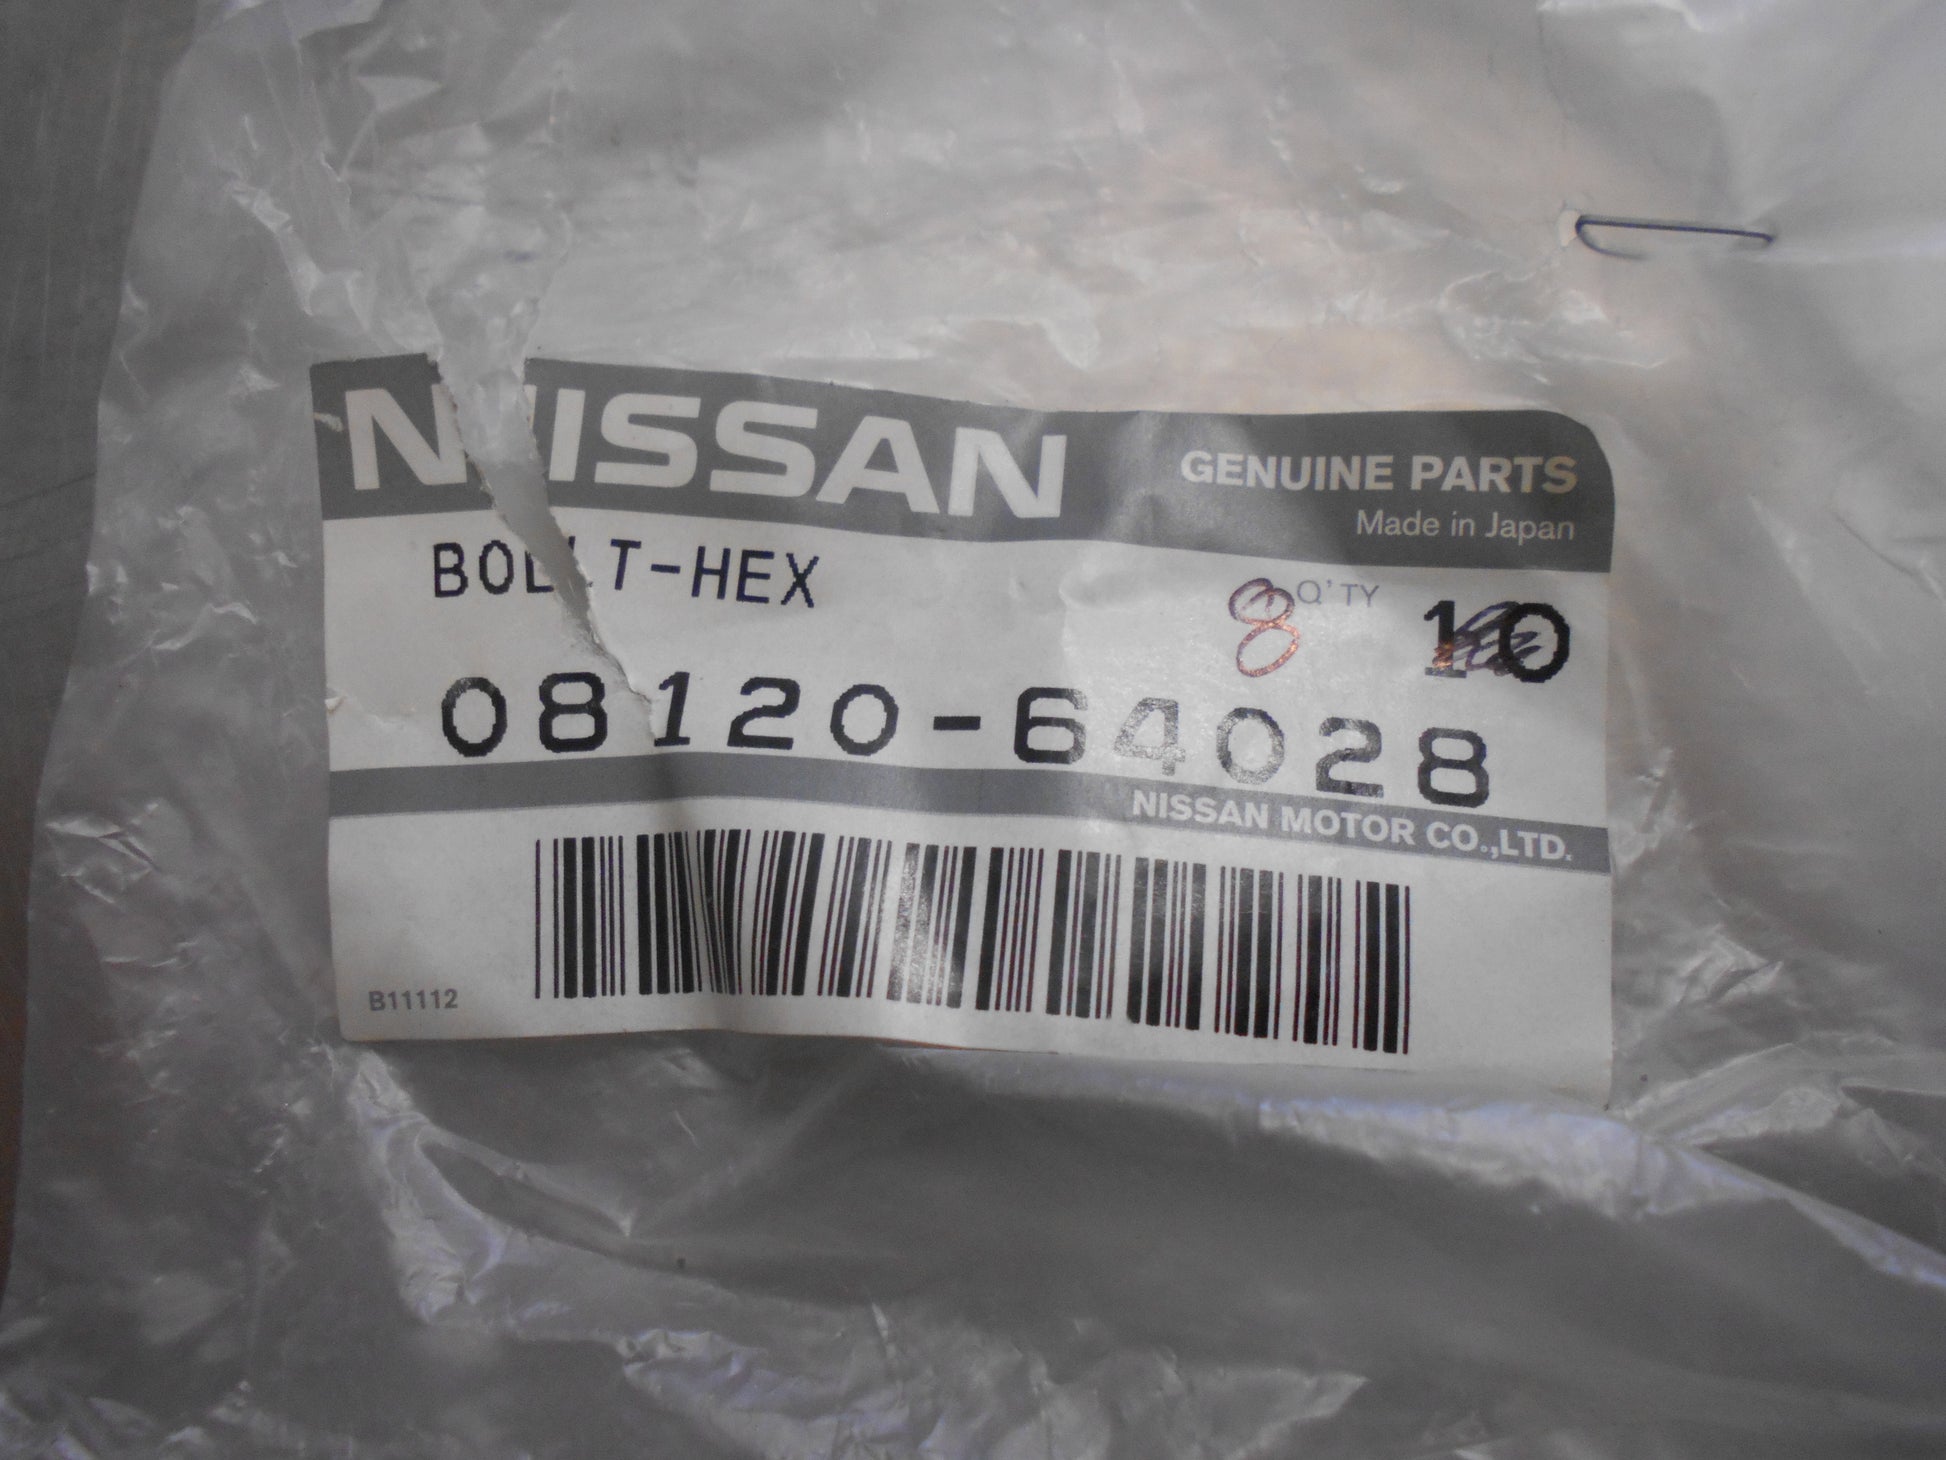 NISSAN
GENUINE PARTS
Made in Japan
BOLT-HEX
8 Q'TY 10
08120-64028
NISSAN MOTOR CO.,LTD.
B11112